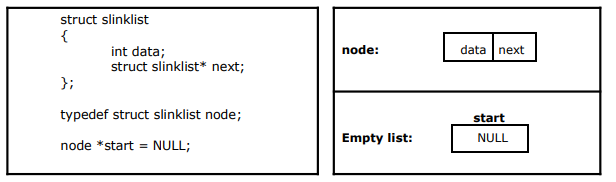 struct slinklist
{
int data;
struct slinklist* next;
};
typedef struct slinklist node;
node *start = NULL;
node:
data next
start
Empty list:
NULL